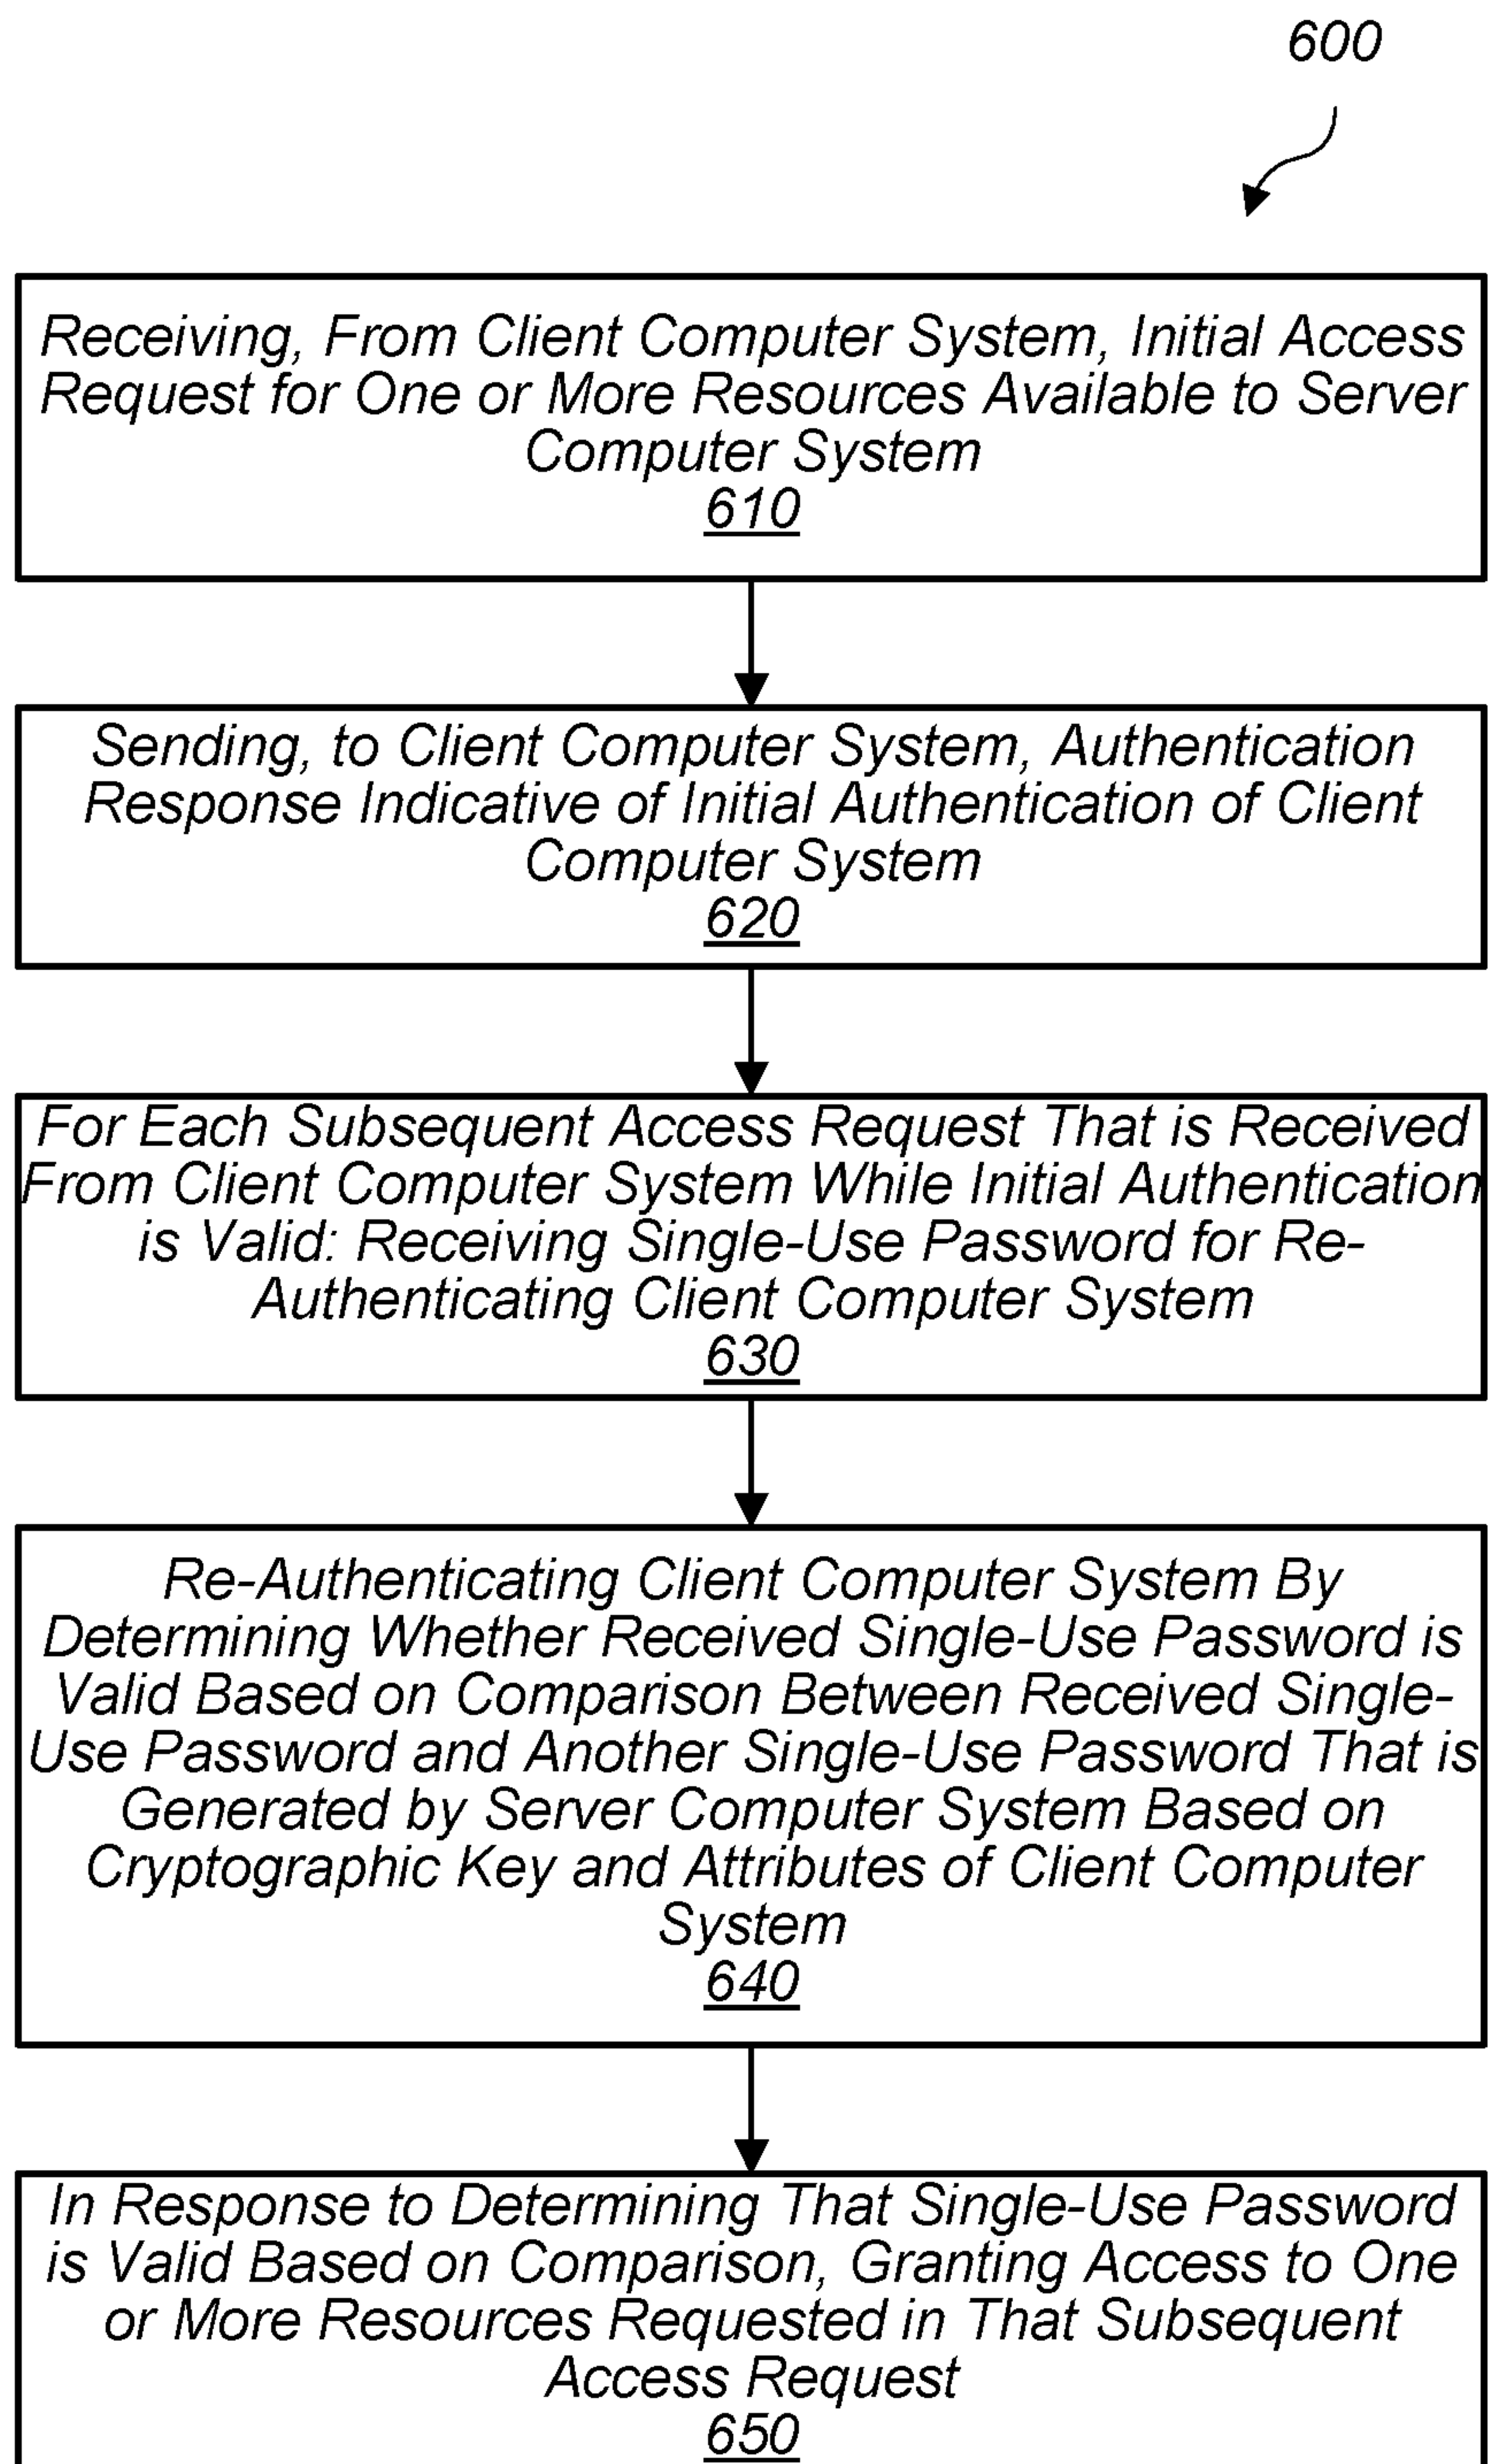 600
Receiving, From Client Computer System, Initial Access
Request for One or More Resources Available to Server
Computer System
610
Sending, to Client Computer System, Authentication
Response Indicative of Initial Authentication of Client
Computer System
620
For Each Subsequent Access Request That is Received
From Client Computer System While Initial Authentication
is Valid: Receiving Single-Use Password for Re-
Authenticating Client Computer System
630
Re-Authenticating Client Computer System By
Determining Whether Received Single-Use Password is
Valid Based on Comparison Between Received Single-
Use Password and Another Single-Use Password That is
Generated by Server Computer System Based on
Cryptographic Key and Attributes of Client Computer
System
640
In Response to Determining That Single-Use Password
is Valid Based on Comparison, Granting Access to One
or More Resources Requested in That Subsequent
Access Request
650